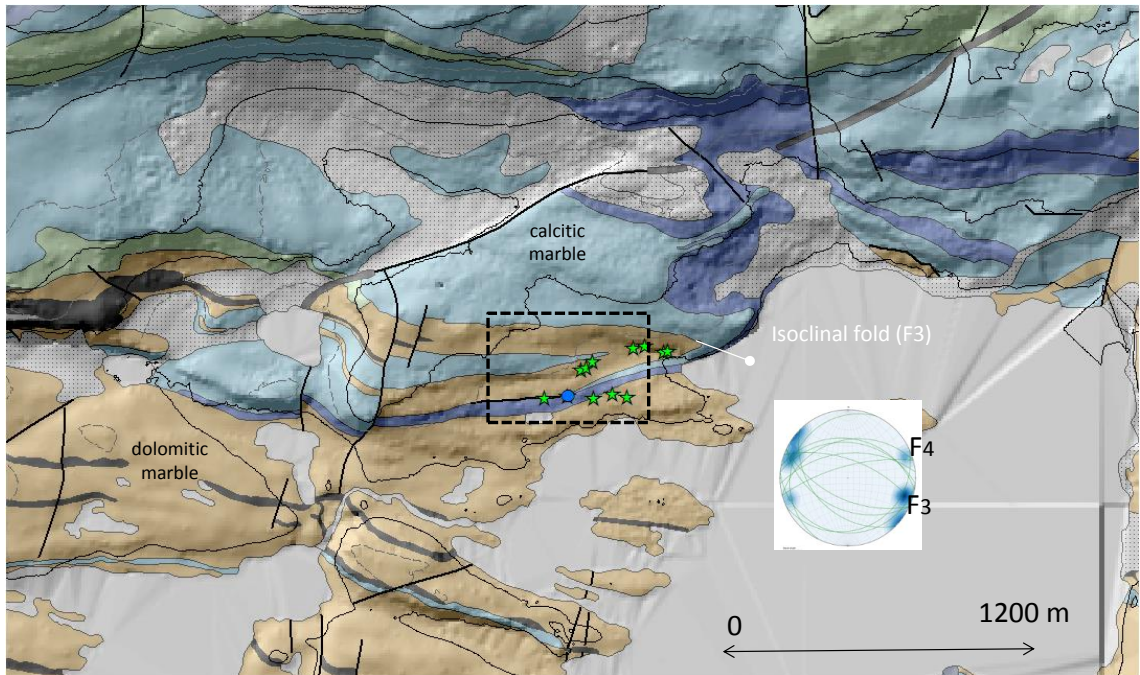 calcitic
marble
Isoclinal fold (F3)
dolomitic
marble
F4
F3
0
1200 m